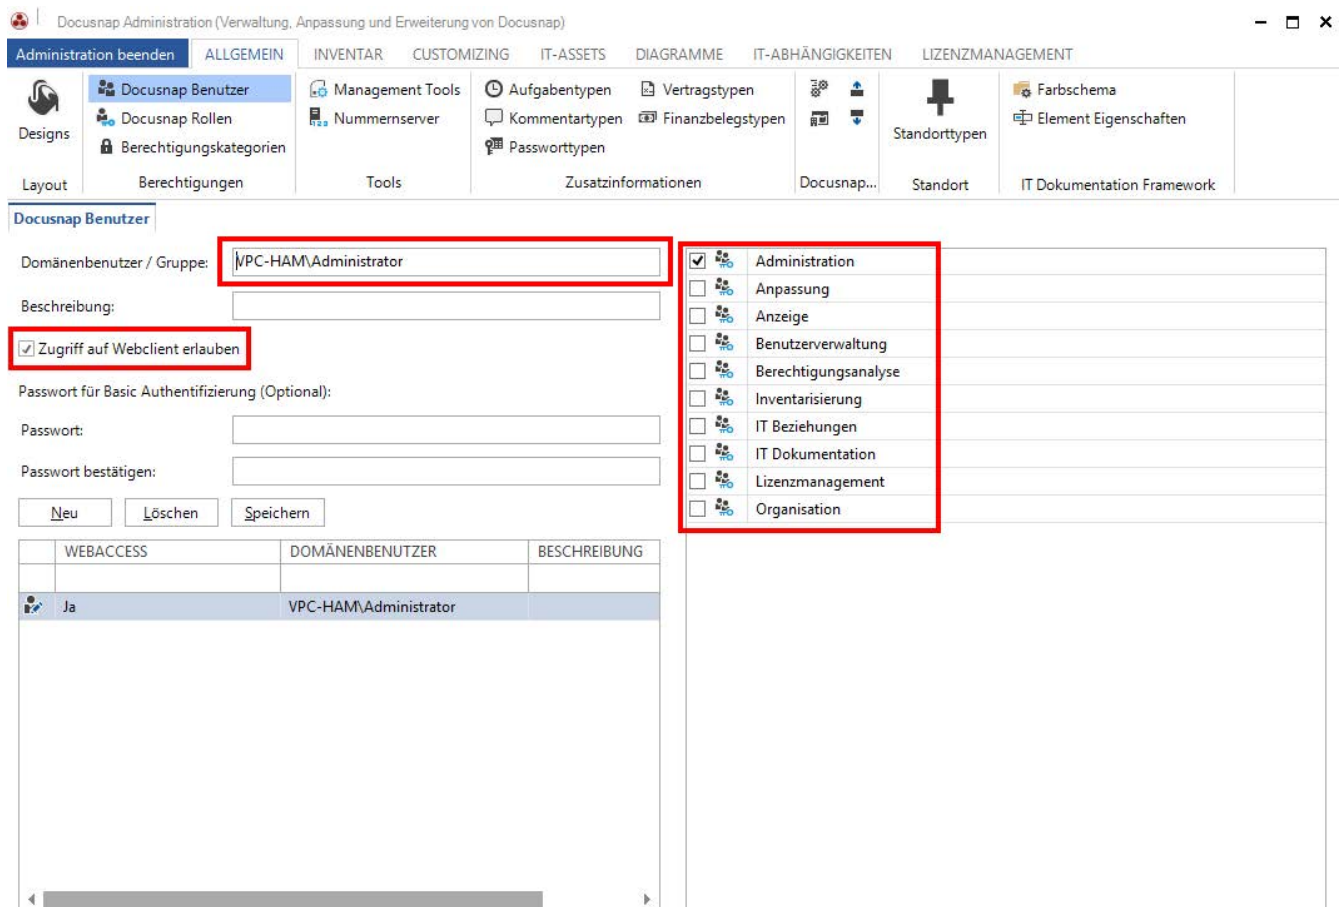 Docusnap Administration (Verwaltung, Anpassung und Erweiterung von Docusnap)
Administration beenden ALLGEMEIN INVENTAR CUSTOMIZING IT-ASSETS DIAGRAMME IT-ABHÄNGIGKEITEN LIZENZMANAGEMENT
Designs
Layout
Docusnap Benutzer
Docusnap Rollen
Berechtigungskategorien
Berechtigungen
Management Tools
Nummernserver
Tools
Aufgabentypen
Kommentartypen
Passworttypen
Vertragstypen
Finanzbelegstypen
Zusatzinformationen
Docusnap...
Standorttypen
Standort
Farbschema
Element Eigenschaften
IT Dokumentation Framework
Docusnap Benutzer
Domänenbenutzer / Gruppe: VPC-HAM\Administrator
Beschreibung:
Zugriff auf Webclient erlauben
Passwort für Basic Authentifizierung (Optional):
Passwort:
Passwort bestätigen:
Neu Löschen Speichern
WEBACCESS DOMÄNENBENUTZER BESCHREIBUNG
Ja VPC-HAM\Administrator
Administration
Anpassung
Anzeige
Benutzerverwaltung
Berechtigungsanalyse
Inventarisierung
IT Beziehungen
IT Dokumentation
Lizenzmanagement
Organisation